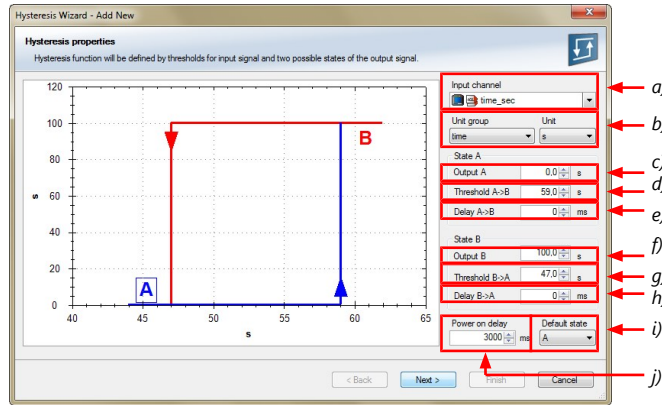 Hysteresis Wizard - Add New
Hysteresis properties
Hysteresis function will be defined by thresholds for input signal and two possible states of the output signal.
120
100
80
60
40
20
0
s
40 45 50 55 60 65
s
B
A
Input channel
time_sec
Unit group Unit
time s
State A
Output A 0,0 s
Threshold A->B 59,0 s
Delay A->B 0 ms
State B
Output B 100,0 s
Threshold B->A 47,0 s
Delay B->A 0 ms
Power on delay Default state
3000 ms A
< Back Next > Finish Cancel
a)
b)
c)
d)
e)
f)
g)
h)
i)
j)